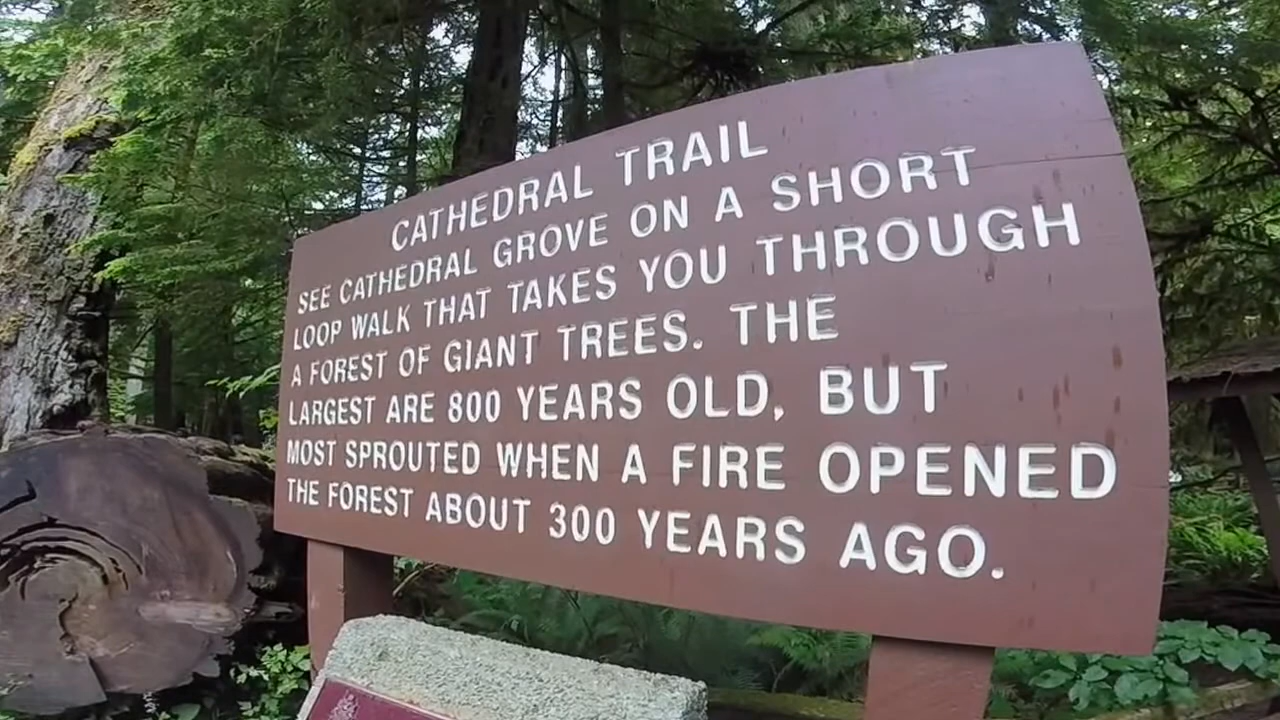 CATHEDRAL TRAIL
SEE CATHEDRAL GROVE ON A SHORT
LOOP WALK THAT TAKES YOU THROUGH
A FOREST OF GIANT TREES. THE
LARGEST ARE 800 YEARS OLD, BUT
MOST SPROUTED WHEN A FIRE OPENED
THE FOREST ABOUT 300 YEARS AGO.